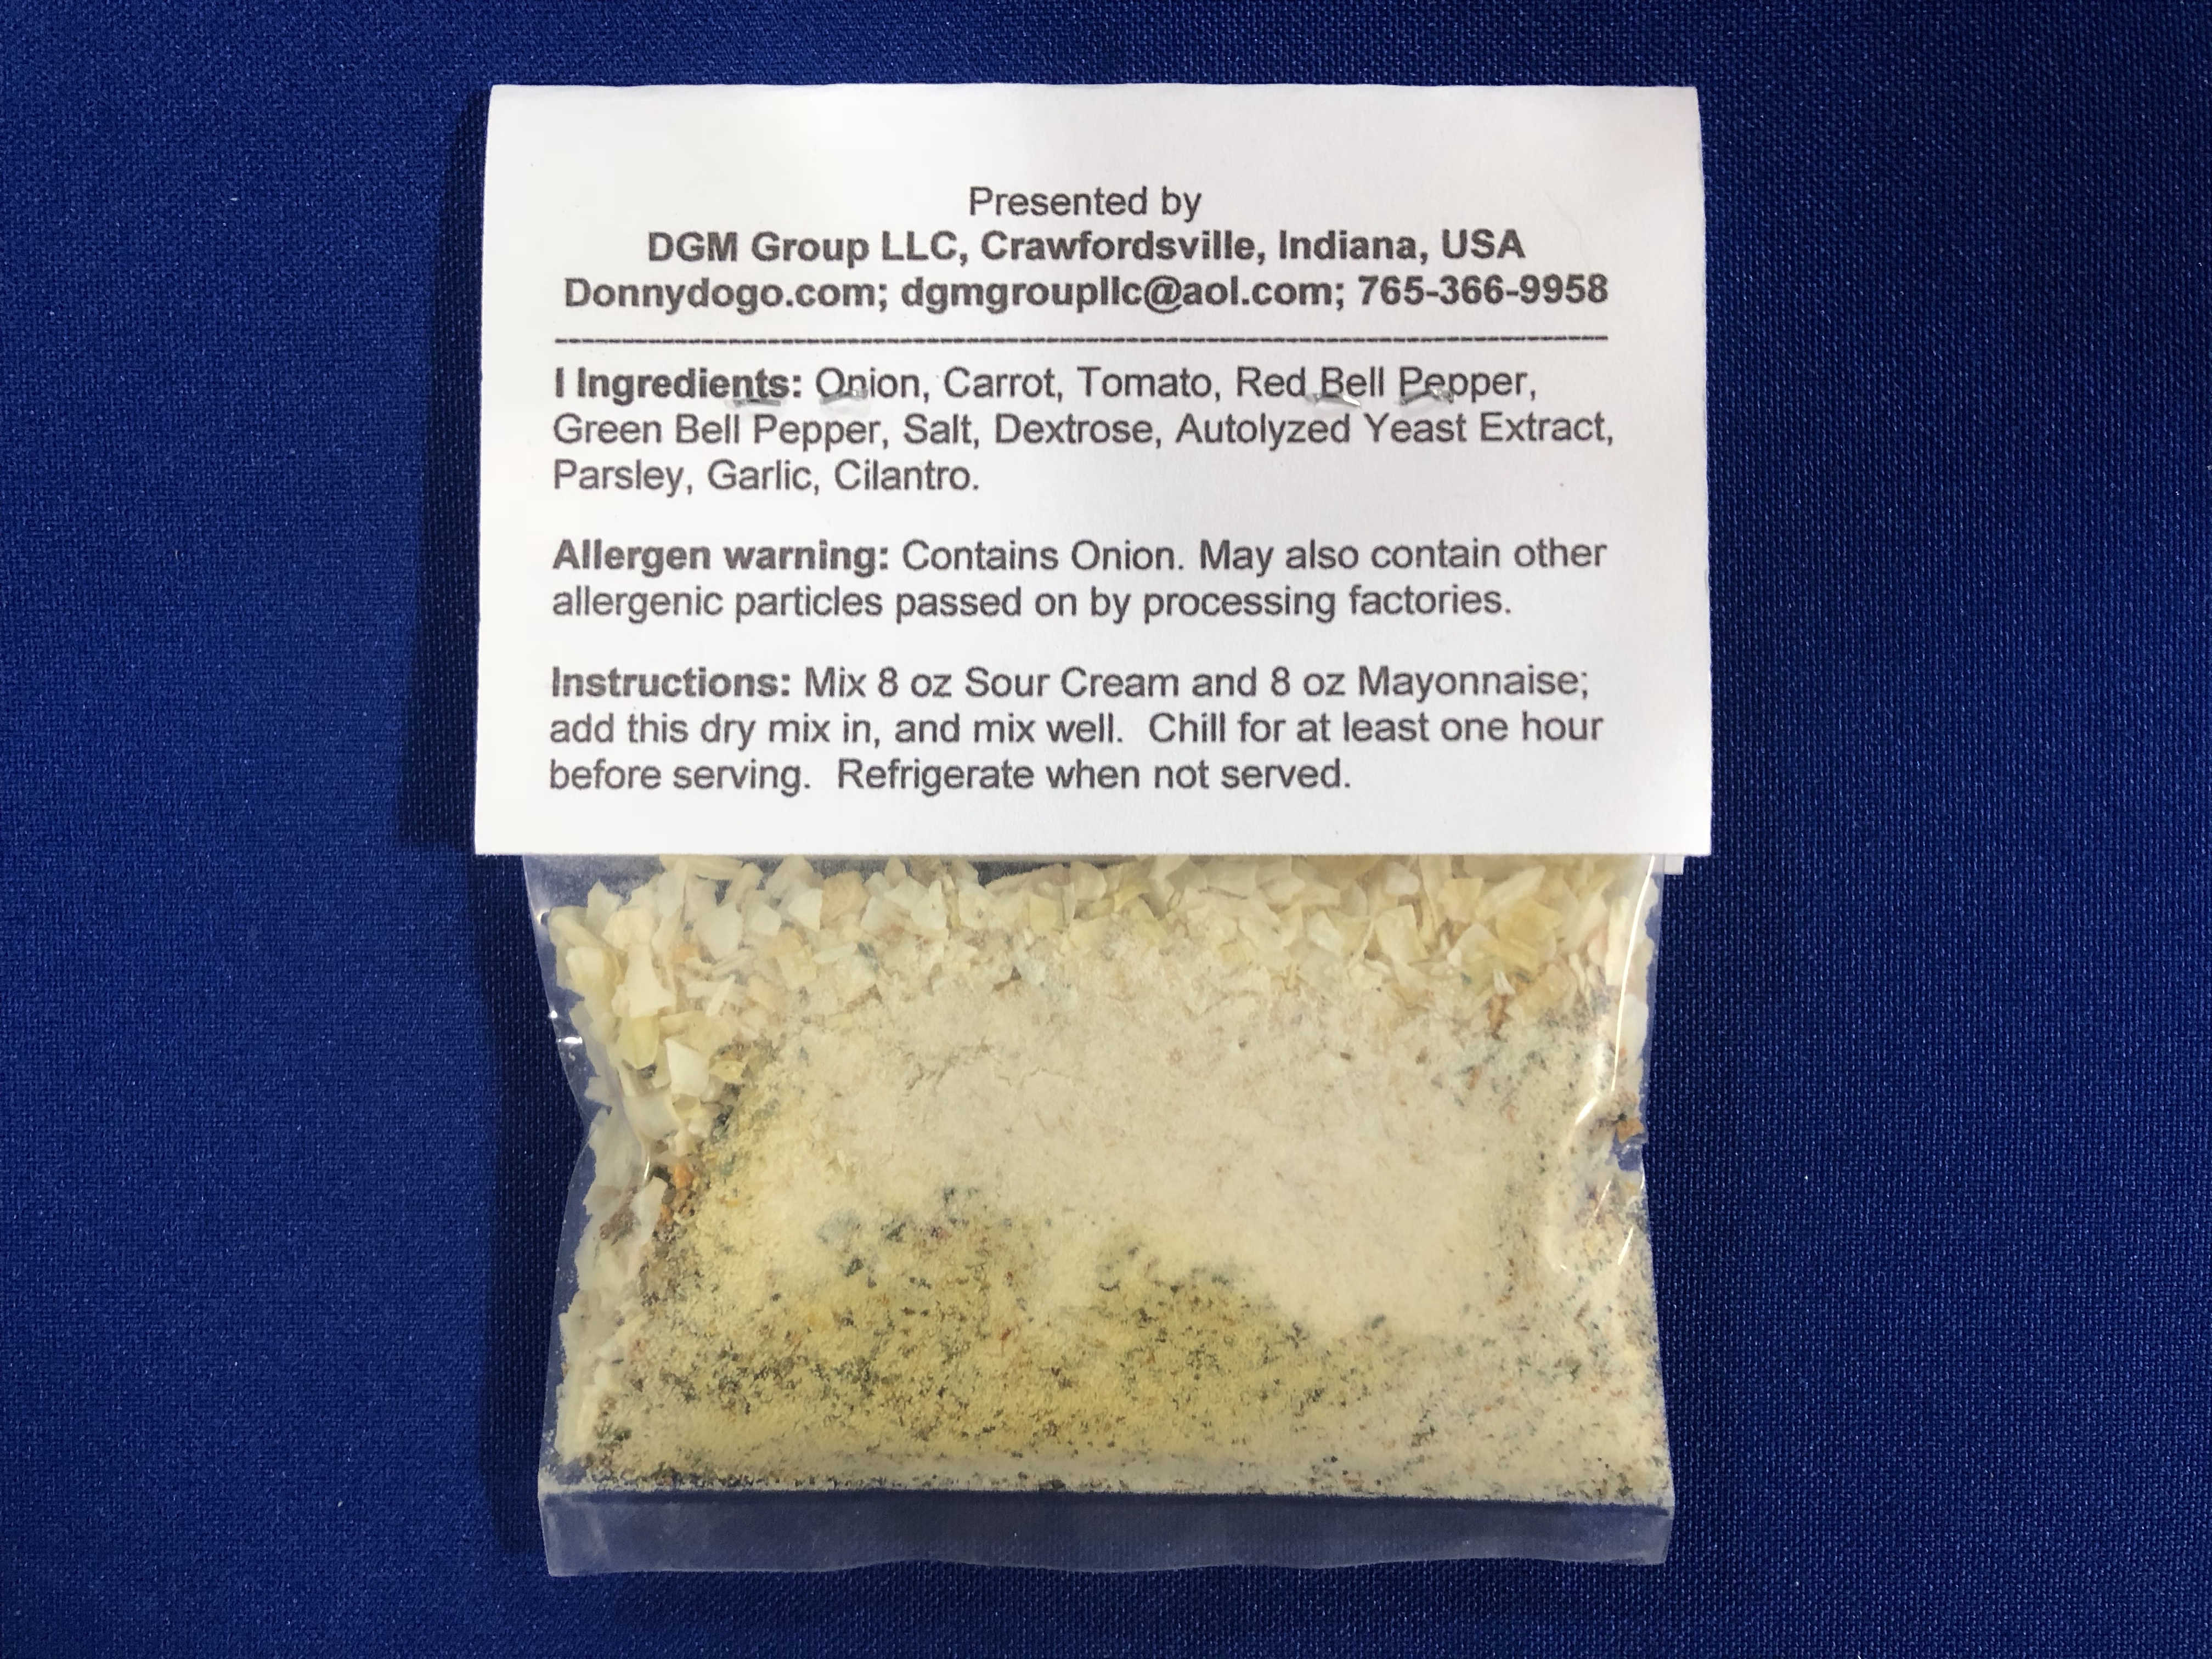 Presented by
DGM Group LLC, Crawfordsville, Indiana, USA
Donnydogo.com; dgmgroupllc@aol.com; 765-366-9958
--------------------------------------------------------------------------------
I Ingredients: Onion, Carrot, Tomato, Red Bell Pepper,
Green Bell Pepper, Salt, Dextrose, Autolyzed Yeast Extract,
Parsley, Garlic, Cilantro.
Allergen warning: Contains Onion. May also contain other
allergenic particles passed on by processing factories.
Instructions: Mix 8 oz Sour Cream and 8 oz Mayonnaise;
add this dry mix in, and mix well.  Chill for at least one hour
before serving.  Refrigerate when not served.